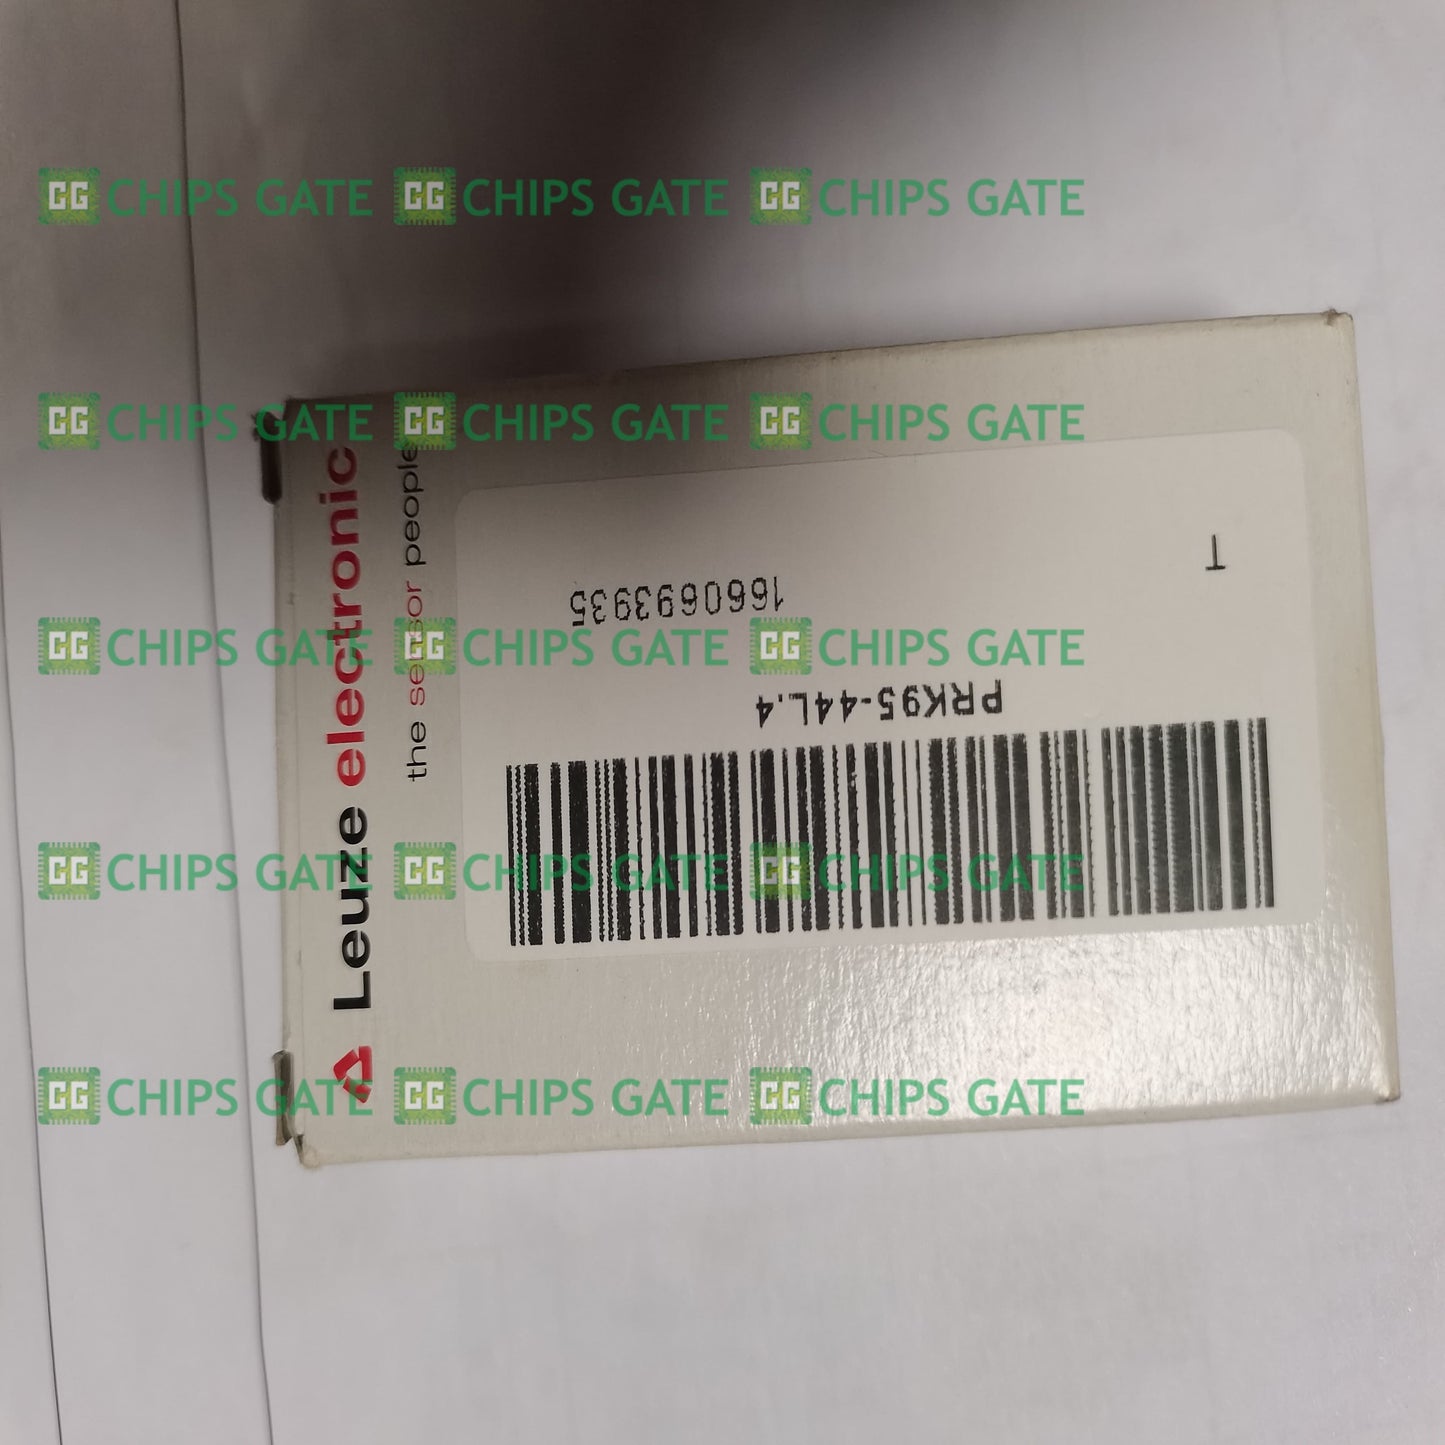 CHIPS GATE CHIPS GATE CHIPS GATE
CHIPS GATE CHIPS GATE CHIPS GATE
CHIPS GATE CHIPS GATE CHIPS GATE
CHIPS GATE CHIPS GATE CHIPS GATE
CHIPS GATE CHIPS GATE CHIPS GATE
Leuze electronic
the sensor people
PRK95-44L.4
1660693935
T